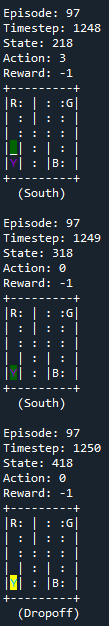 Episode: 97
Timestep: 1248
State: 218
Action: 3
Reward: -1
+---------+
|R: | : :G|
| : | : : |
| : : : : |
|_| : | : |
|Y| : |B: |
+---------+
(South)
Episode: 97
Timestep: 1249
State: 318
Action: 0
Reward: -1
+---------+
|R: | : :G|
| : | : : |
| : : : : |
| | : | : |
|Y| : |B: |
+---------+
(South)
Episode: 97
Timestep: 1250
State: 418
Action: 0
Reward: -1
+---------+
|R: | : :G|
| : | : : |
| : : : : |
| | : | : |
|Y| : |B: |
+---------+
(Dropoff)